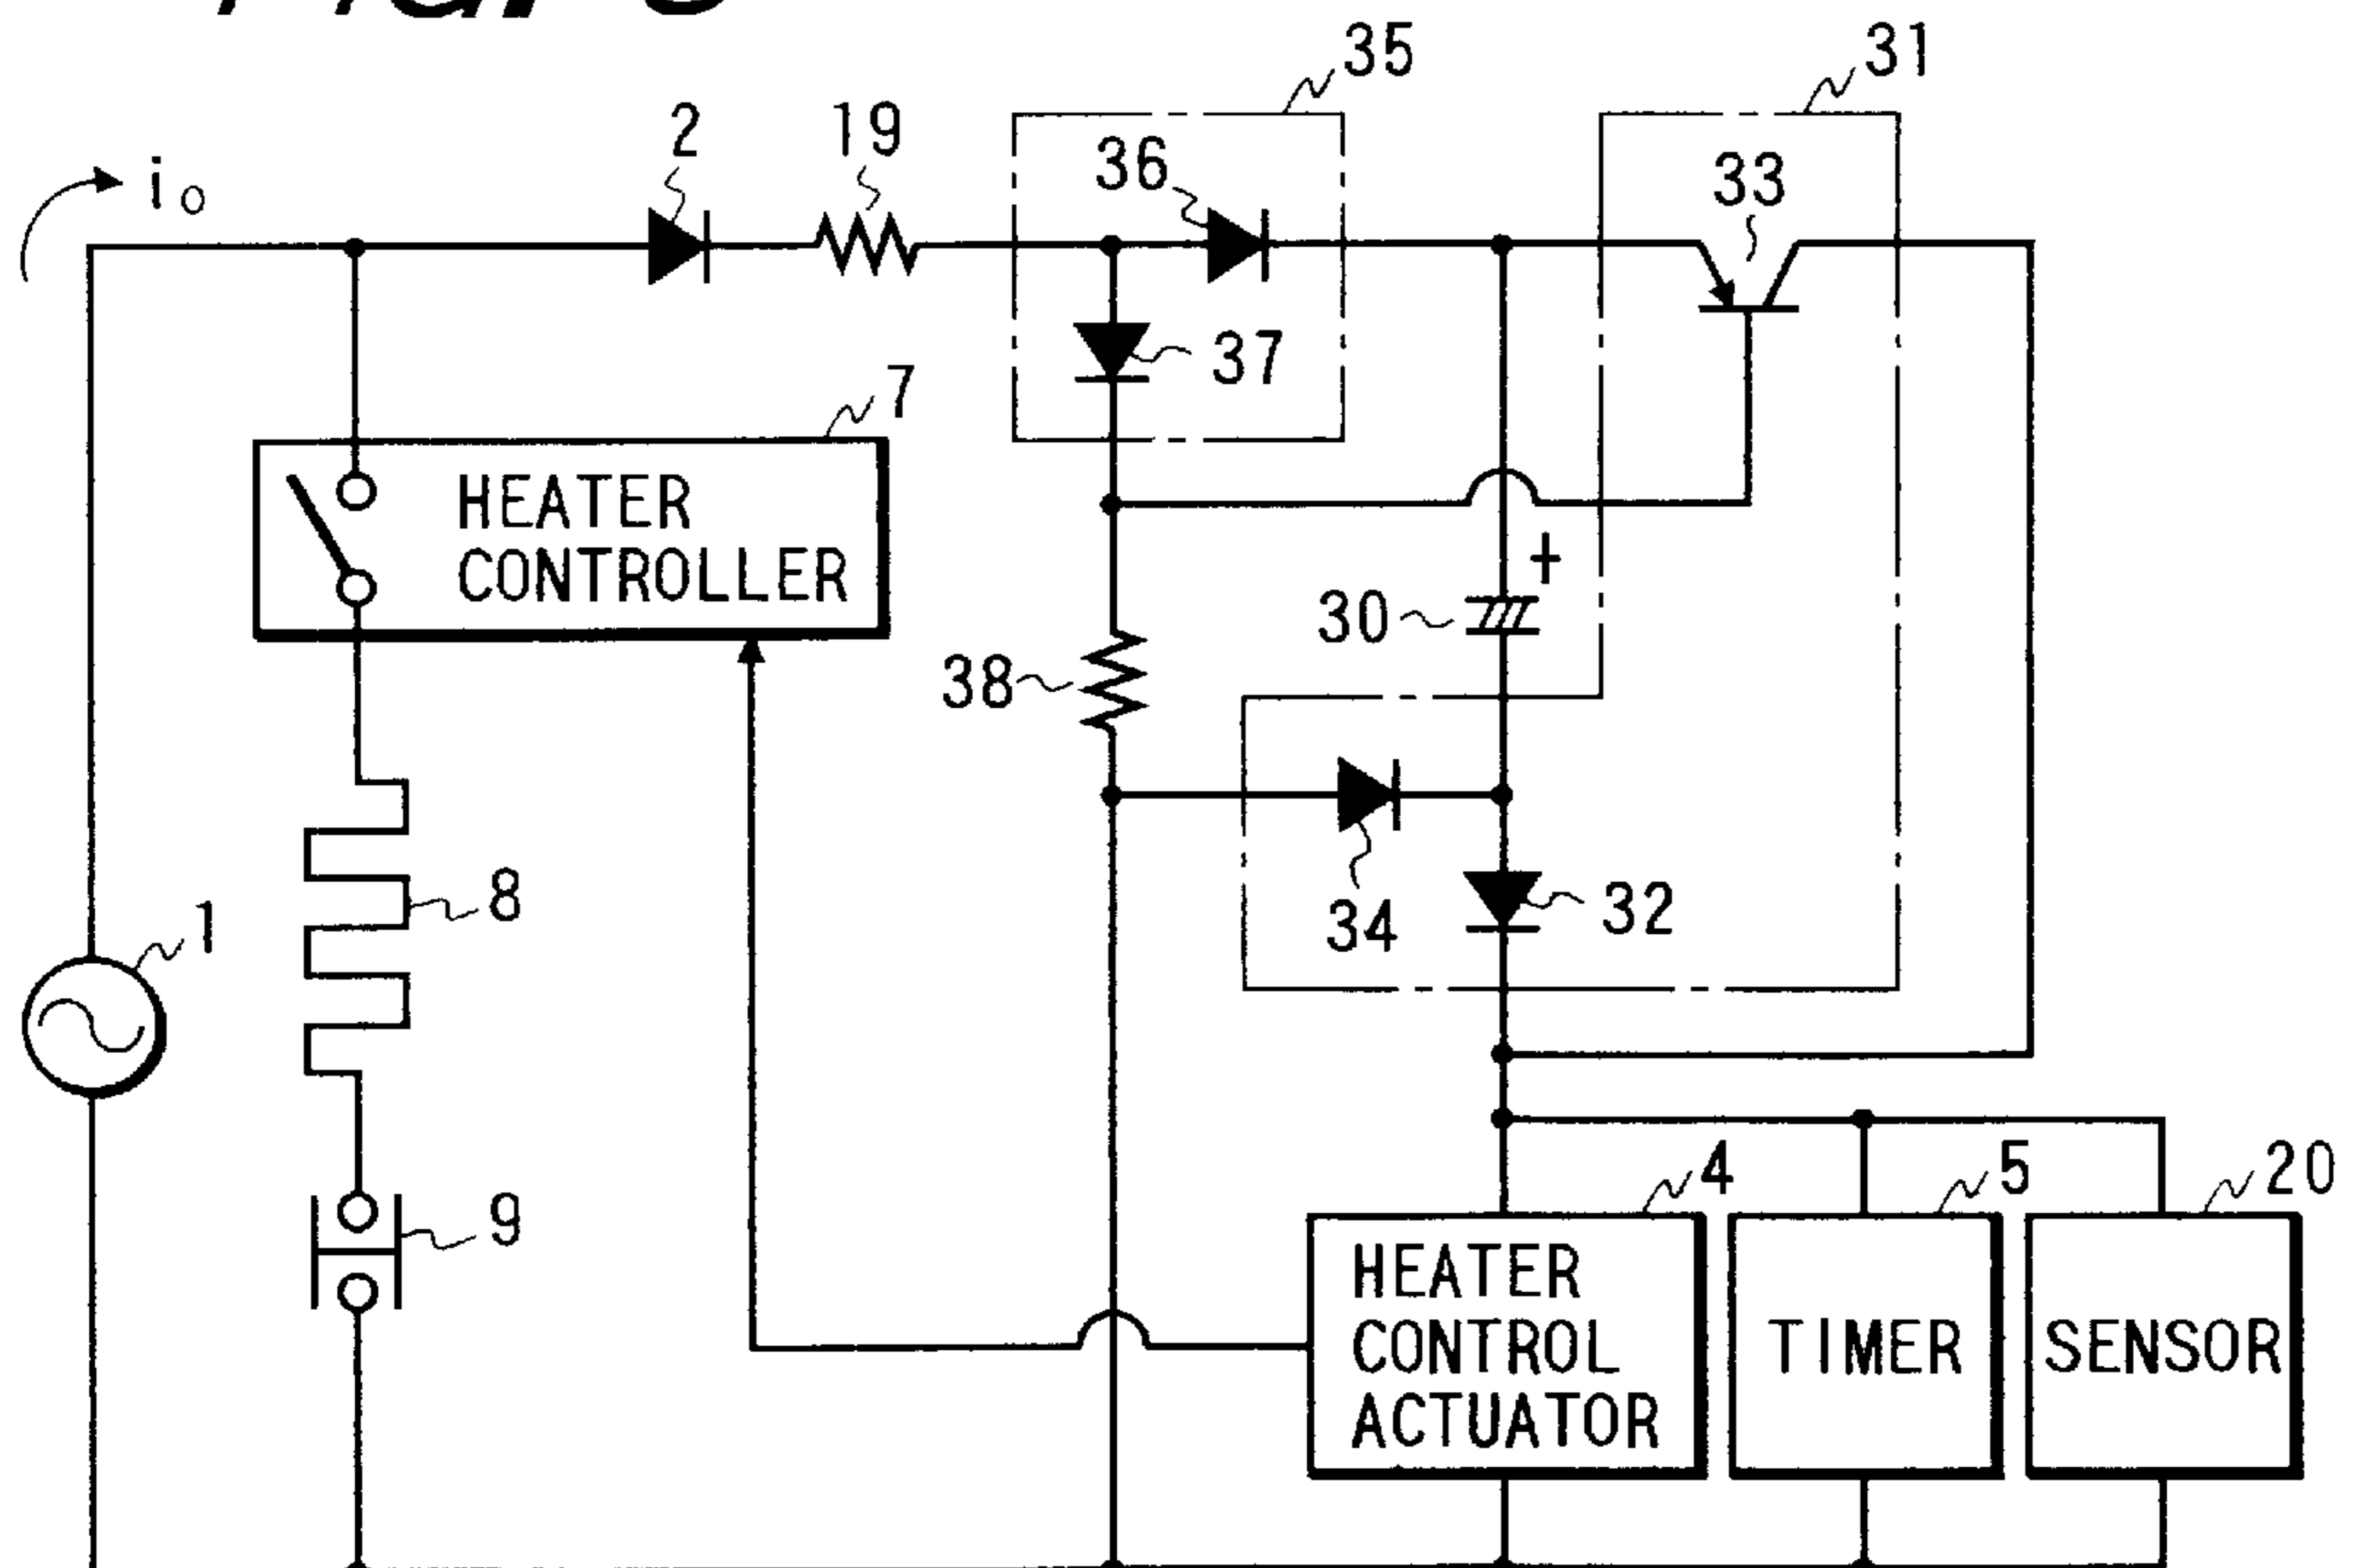 35
31
2
19
36
33
i o
37
7
HEATER
CONTROLLER
+
30
38
8
1
34
32
4
5
20
9
HEATER
CONTROL
ACTUATOR
TIMER
SENSOR